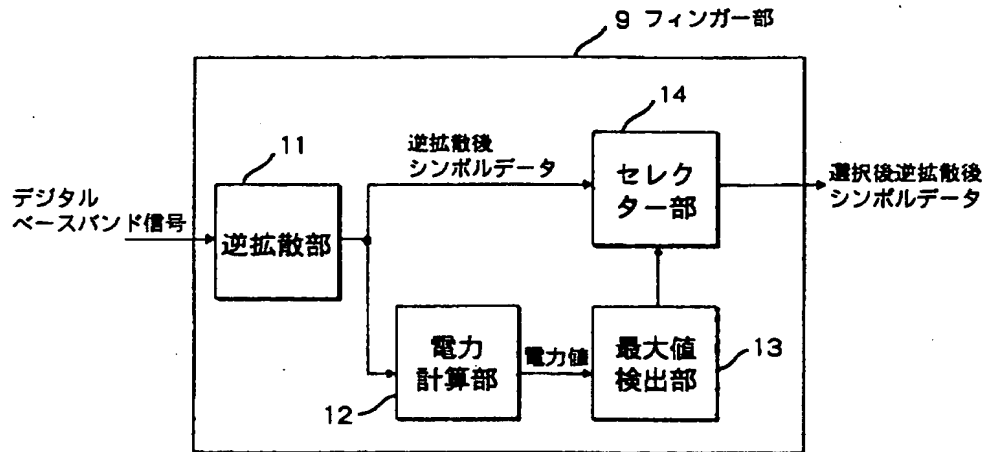 9 フィンガー部
14
11
逆拡散後
シンボルデータ
セレク
ター部
選択後逆拡散後
シンボルデータ
デジタル
ベースバンド信号
逆拡散部
電力
計算部
電力値
最大値
検出部
13
12